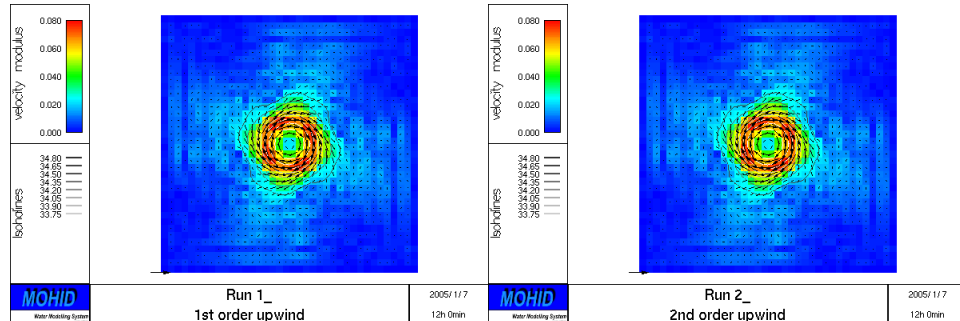 0.080
0.060
0.040
0.020
0.000
velocity modulus
34.80
34.65
34.50
34.35
34.20
34.05
33.90
33.75
Isohalines
MOHID
Water Modelling System
Run 1_
1st order upwind
2005/1/7
12h 0min
0.080
0.060
0.040
0.020
0.000
velocity modulus
34.80
34.65
34.50
34.35
34.20
34.05
33.90
33.75
Isohalines
MOHID
Water Modelling System
Run 2_
2nd order upwind
2005/1/7
12h 0min